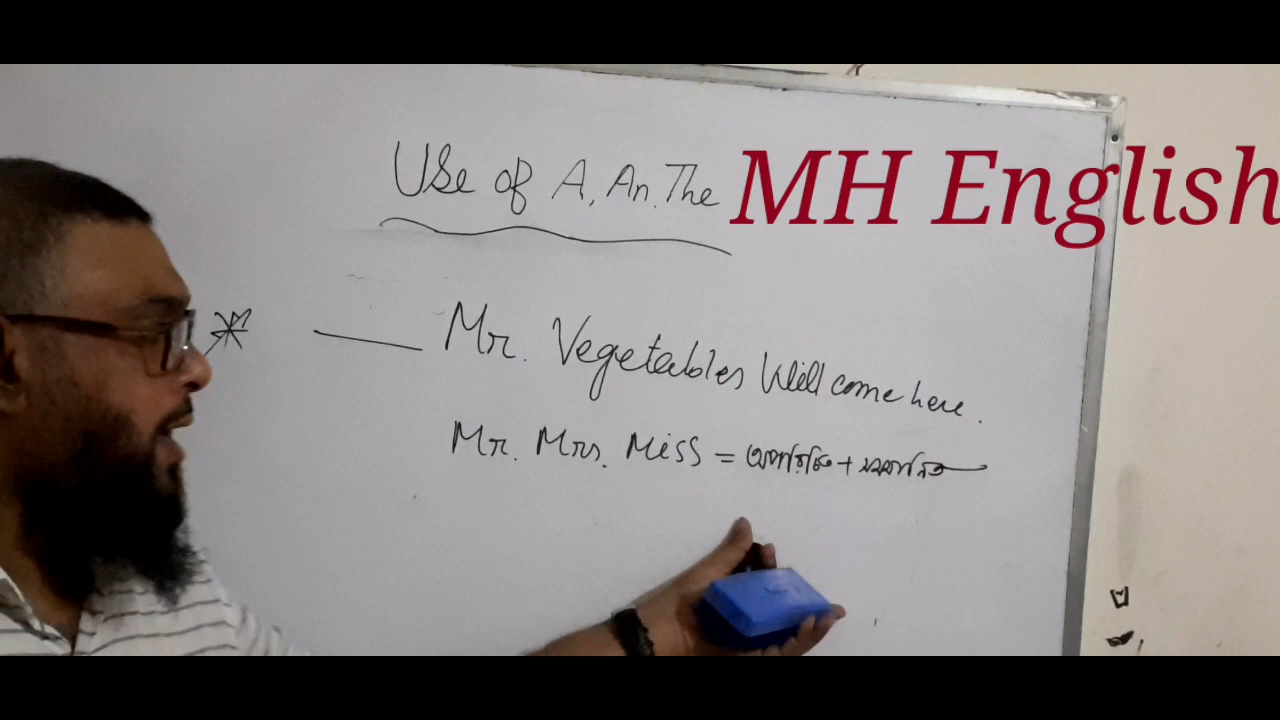 Use of A, An. The
MH English
* — Mr. Vegetables will come here.
Mr. Mrs. Miss =